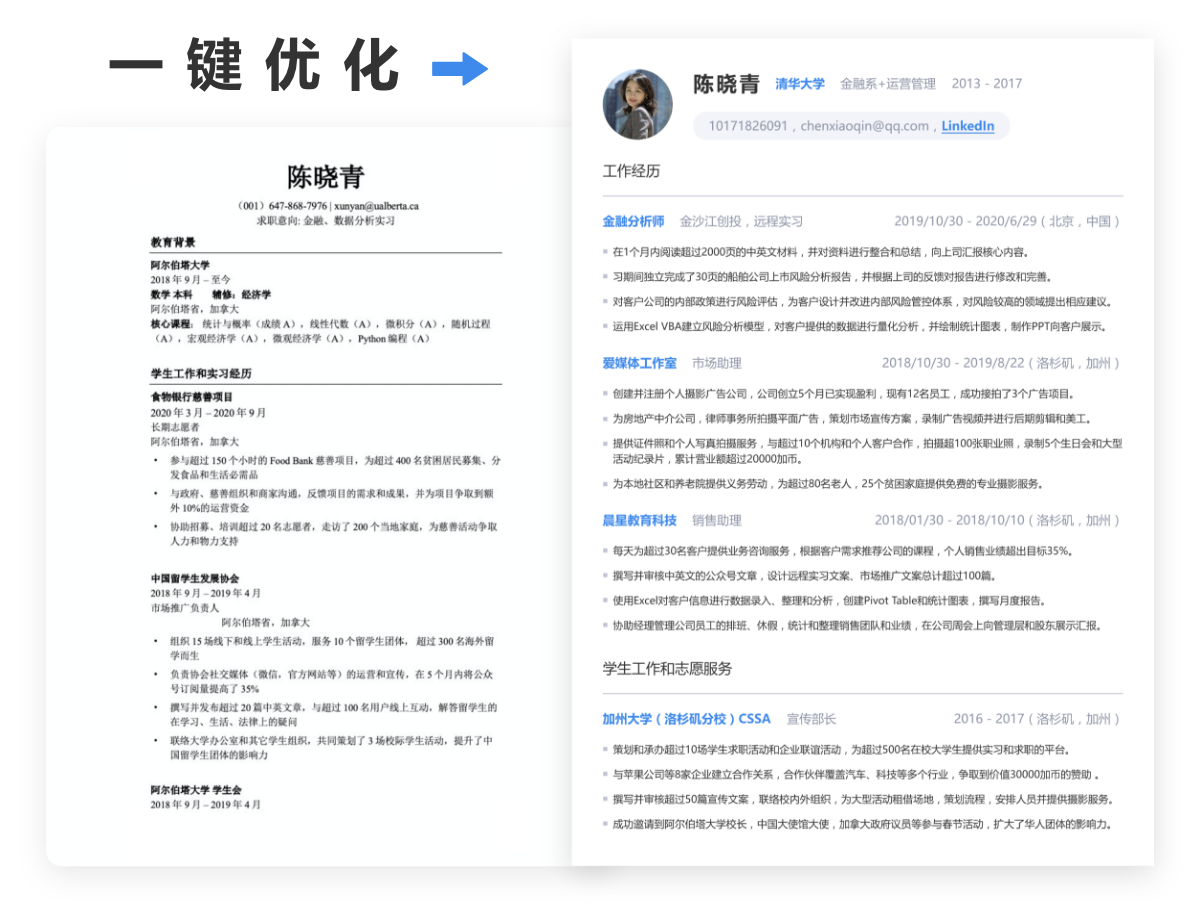 一键优化
陈晓青
（001）647-868-7976 | xunyan@ualberta.ca
求职意向: 金融、数据分析实习
教育背景
阿尔伯塔大学
2018 年 9 月 – 至今
数学 本科 辅修：经济学
阿尔伯塔省，加拿大
核心课程： 统计与概率（成绩 A），线性代数（A），微积分（A），随机过程
（A），宏观经济学（A），微观经济学（A），Python 编程（A）
学生工作和实习经历
食物银行慈善项目
2020 年 3 月 – 2020 年 9 月
长期志愿者
阿尔伯塔省，加拿大
• 参与超过 150 个小时的 Food Bank 慈善项目，为超过 400 名贫困居民募集、分
发食品和生活必需品
• 与政府、慈善组织和商家沟通，反馈项目的需求和成果，并为项目争取到额
外 10%的运营资金
• 协助招募、培训超过 20 名志愿者，走访了 200 个当地家庭，为慈善活动争取
人力和物力支持
中国留学生发展协会
2018 年 9 月 – 2019 年 4 月
市场推广负责人
阿尔伯塔省，加拿大
• 组织 15 场线下和线上学生活动，服务 10 个留学生团体， 超过 300 名海外留
学而生
• 负责协会社交媒体（微信，官方网站等）的运营和宣传，在 5 个月内将公众
号订阅量提高了 35%
• 撰写并发布超过 20 篇中英文章，与超过 100 名用户线上互动，解答留学生的
在学习、生活、法律上的疑问
• 联络大学办公室和其它学生组织，共同策划了 3 场校际学生活动，提升了中
国留学生团体的影响力
阿尔伯塔大学 学生会
2018 年 9 月 – 2019 年 4 月
陈晓青 清华大学 金融系+运营管理 2013 - 2017
10171826091，chenxiaoqin@qq.com，LinkedIn
工作经历
金融分析师 金沙江创投，远程实习 2019/10/30 - 2020/6/29（北京，中国）
在1个月内阅读超过2000页的中英文材料，并对资料进行整合和总结，向上司汇报核心内容。
习期间独立完成了30页的船舶公司上市风险分析报告，并根据上司的反馈对报告进行修改和完善。
对客户公司的内部政策进行风险评估，为客户设计并改进内部风险管控体系，对风险较高的领域提出相应建议。
运用Excel VBA建立风险分析模型，对客户提供的数据进行量化分析，并绘制统计图表，制作PPT向客户展示。
爱媒体工作室 市场助理 2018/10/30 - 2019/8/22（洛杉矶，加州）
创建并注册个人摄影广告公司，公司创立5个月已实现盈利，现有12名员工，成功接拍了3个广告项目。
为房地产中介公司，律师事务所拍摄平面广告，策划市场宣传方案，录制广告视频并进行后期剪辑和美工。
提供证件照和个人写真拍摄服务，与超过10个机构和个人客户合作，拍摄超100张职业照，录制5个生日会和大型
活动纪录片，累计营业额超过20000加币。
为本地社区和养老院提供义务劳动，为超过80名老人，25个贫困家庭提供免费的专业摄影服务。
晨星教育科技 销售助理 2018/01/30 - 2018/10/10（洛杉矶，加州）
每天为超过30名客户提供业务咨询服务，根据客户需求推荐公司的课程，个人销售业绩超出目标35%。
撰写并审核中英文的公众号文章，设计远程实习文案、市场推广文案总计超过100篇。
使用Excel对客户信息进行数据录入、整理和分析，创建Pivot Table和统计图表，撰写月度报告。
协助经理管理公司员工的排班、休假，统计和整理销售团队和业绩，在公司周会上向管理层和股东展示汇报。
学生工作和志愿服务
加州大学（洛杉矶分校）CSSA 宣传部长 2016 - 2017（洛杉矶，加州）
策划和承办超过10场学生求职活动和企业联谊活动，为超过500名在校大学生提供实习和求职的平台。
与苹果公司等8家企业建立合作关系，合作伙伴覆盖汽车、科技等多个行业，争取到价值30000加币的赞助 。
撰写并审核超过50篇宣传文案，联络校内外组织，为大型活动租借场地，策划流程，安排人员并提供摄影服务。
成功邀请到阿尔伯塔大学校长，中国大使馆大使，加拿大政府议员等参与春节活动，扩大了华人团体的影响力。